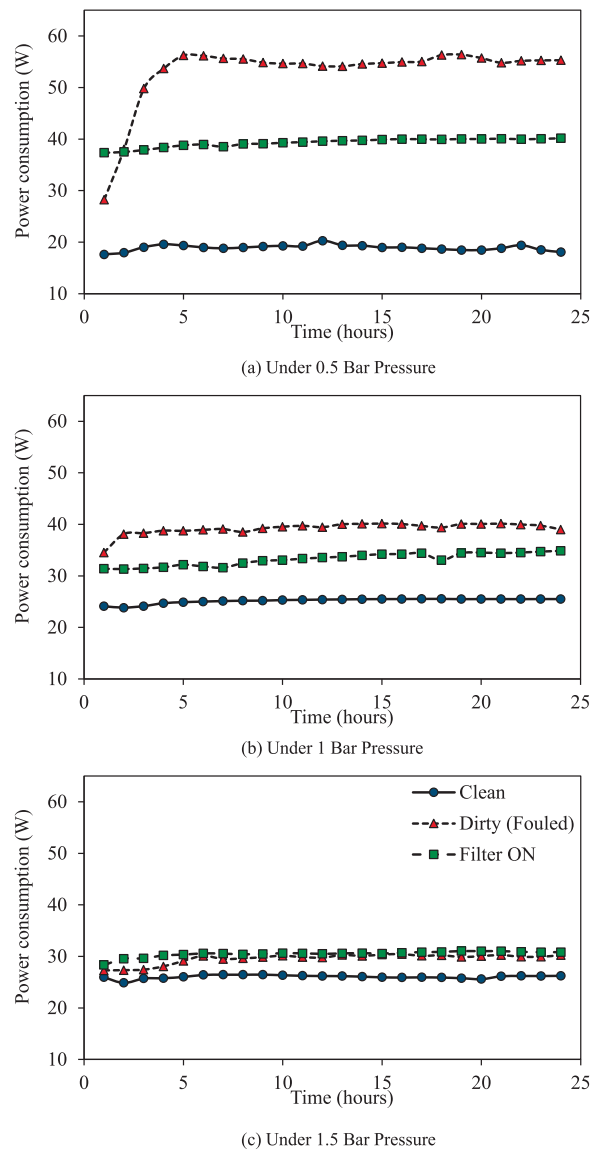 Power consumption (W)
60
50
40
30
20
10
0 5 10 15 20 25
Time (hours)
(a) Under 0.5 Bar Pressure
Power consumption (W)
60
50
40
30
20
10
0 5 10 15 20 25
Time (hours)
(b) Under 1 Bar Pressure
Power consumption (W)
60
50
40
30
20
10
Clean
Dirty (Fouled)
Filter ON
0 5 10 15 20 25
Time (hours)
(c) Under 1.5 Bar Pressure